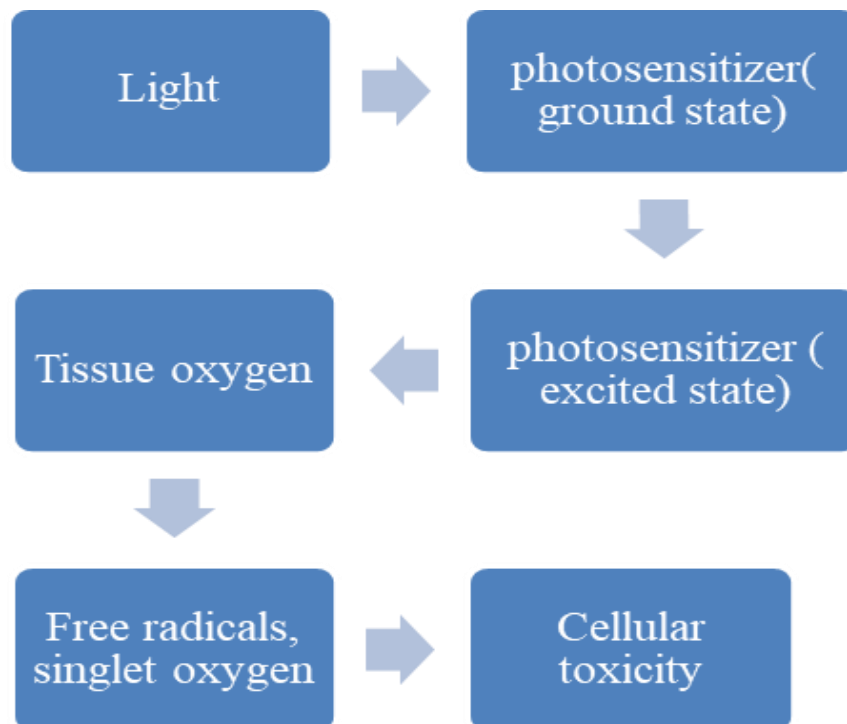 Light
photosensitizer(
ground state)
photosensitizer (
excited state)
Tissue oxygen
Free radicals,
singlet oxygen
Cellular
toxicity